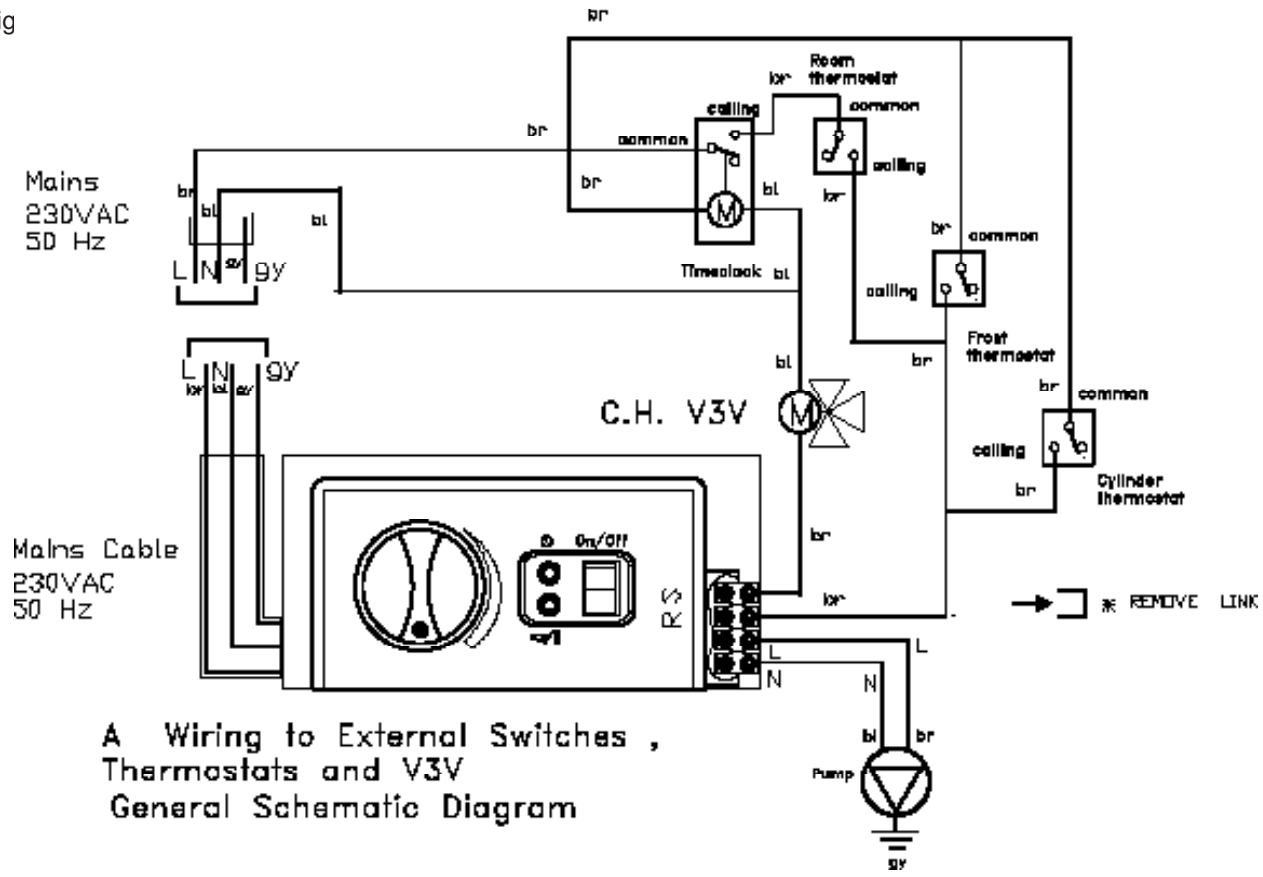 ig
br
Room
thermostat
br
calling
common
br
common
calling
Mains
230VAC
50 Hz
br
bl
bl
br
bl
br
br
common
L N gy gy
Timeclock
bl
calling
Front
thermostat
br
L N gy
br bl gy
bl
br
common
C.H. V3V
M
M
calling
br
Cylinder
thermostat
Mains Cable
230VAC
50 Hz
On/Off
br
RS
br
* REMOVE LINK
L
L
N
N
A Wiring to External Switches ,
Thermostats and V3V
General Schematic Diagram
bl
br
Pump
gy